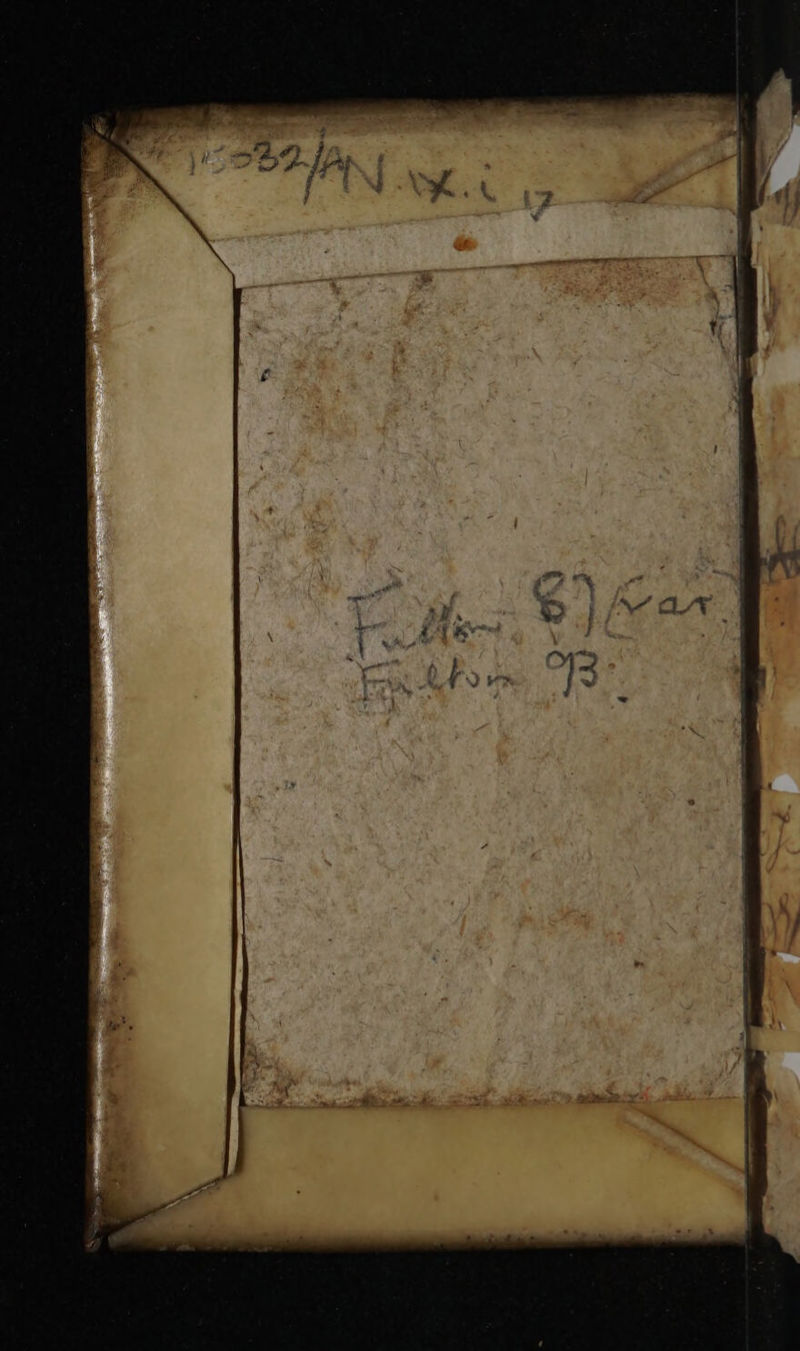 15032/AN.ix.i 17
Fulton 87 [var.
Fulton 93.